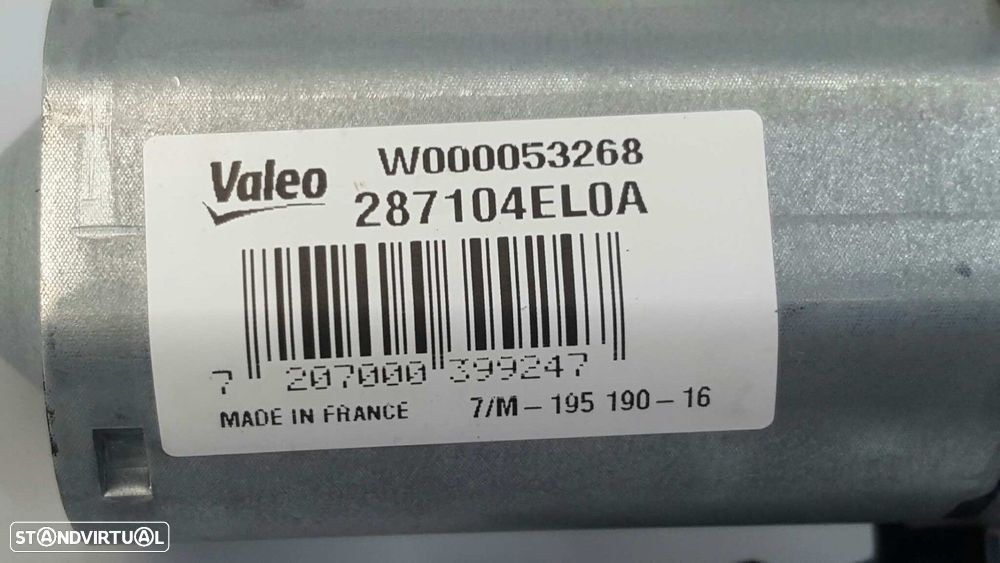 Valeo
W000053268
287104EL0A
7 207000 399247
MADE IN FRANCE 7/M-195 190-16
STANDVIRTUAL